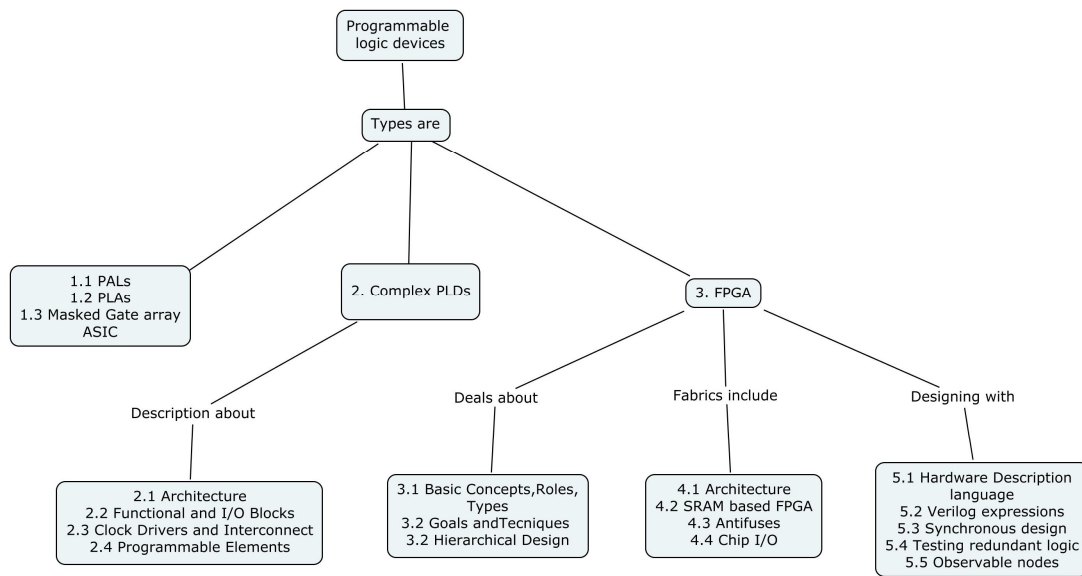 Programmable
logic devices
Types are
1.1 PALs
1.2 PLAs
1.3 Masked Gate array
ASIC
2. Complex PLDs
3. FPGA
Description about
Deals about
Fabrics include
Designing with
2.1 Architecture
2.2 Functional and I/O Blocks
2.3 Clock Drivers and Interconnect
2.4 Programmable Elements
3.1 Basic Concepts,Roles,
Types
3.2 Goals andTecniques
3.2 Hierarchical Design
4.1 Architecture
4.2 SRAM based FPGA
4.3 Antifuses
4.4 Chip I/O
5.1 Hardware Description
language
5.2 Verilog expressions
5.3 Synchronous design
5.4 Testing redundant logic
5.5 Observable nodes